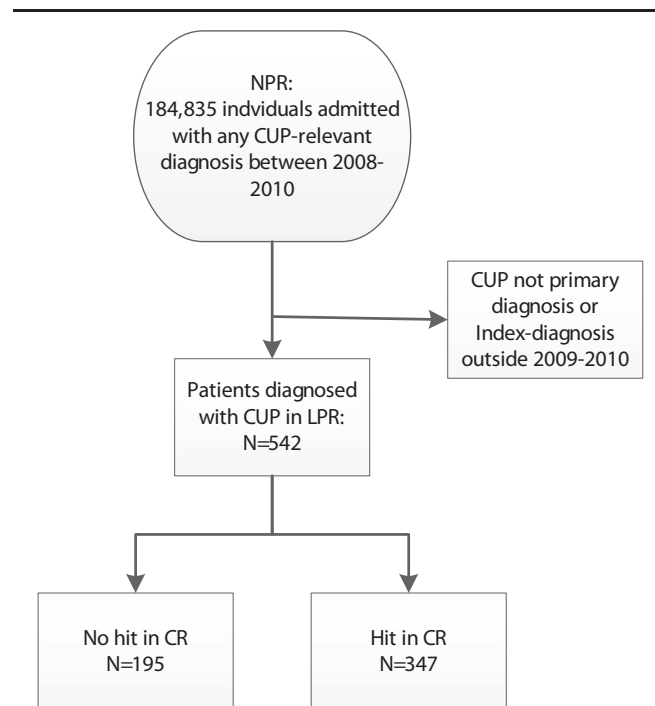 NPR:
184,835 indviduals admitted
with any CUP-relevant
diagnosis between 2008-
2010
CUP not primary
diagnosis or
Index-diagnosis
outside 2009-2010
Patients diagnosed
with CUP in LPR:
N=542
No hit in CR
N=195
Hit in CR
N=347